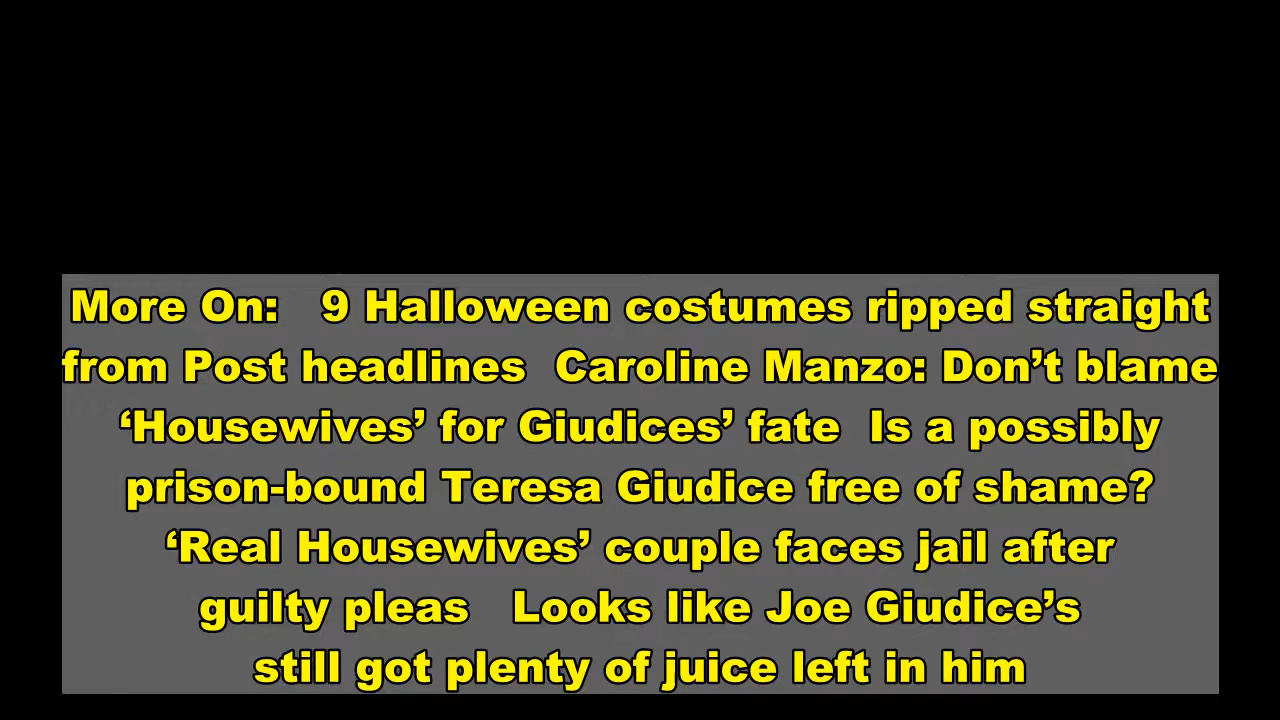 More On:   9 Halloween costumes ripped straight
from Post headlines  Caroline Manzo: Don’t blame
‘Housewives’ for Giudices’ fate  Is a possibly
prison-bound Teresa Giudice free of shame?
‘Real Housewives’ couple faces jail after
guilty pleas   Looks like Joe Giudice’s
still got plenty of juice left in him